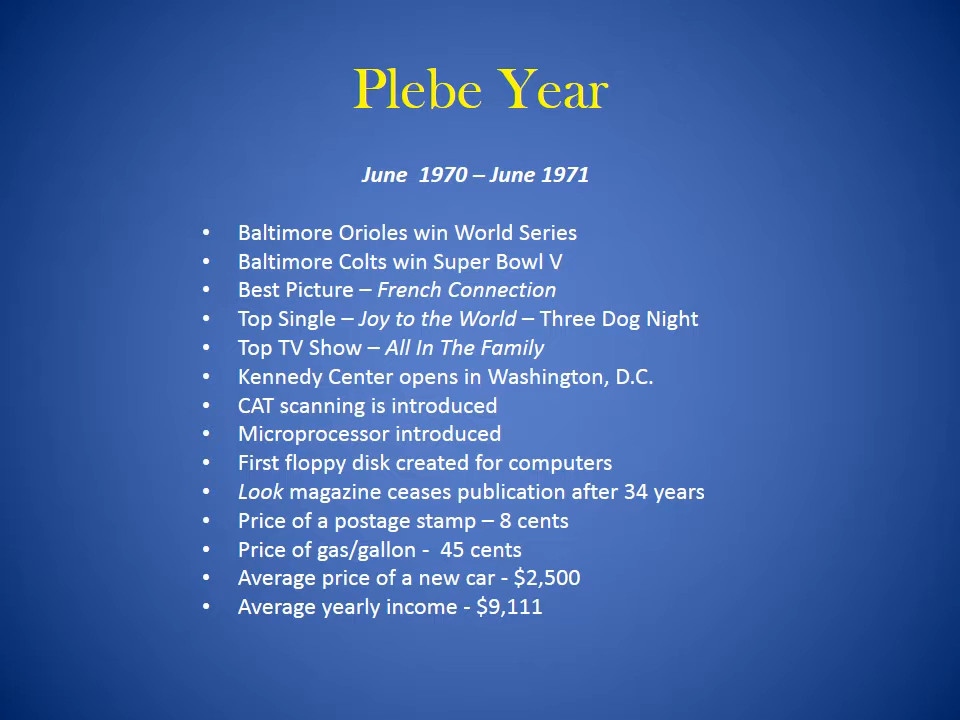 Plebe Year
June  1970 – June 1971
• Baltimore Orioles win World Series
• Baltimore Colts win Super Bowl V
• Best Picture – French Connection
• Top Single – Joy to the World – Three Dog Night
• Top TV Show – All In The Family
• Kennedy Center opens in Washington, D.C.
• CAT scanning is introduced
• Microprocessor introduced
• First floppy disk created for computers
• Look magazine ceases publication after 34 years
• Price of a postage stamp – 8 cents
• Price of gas/gallon -  45 cents
• Average price of a new car - $2,500
• Average yearly income - $9,111